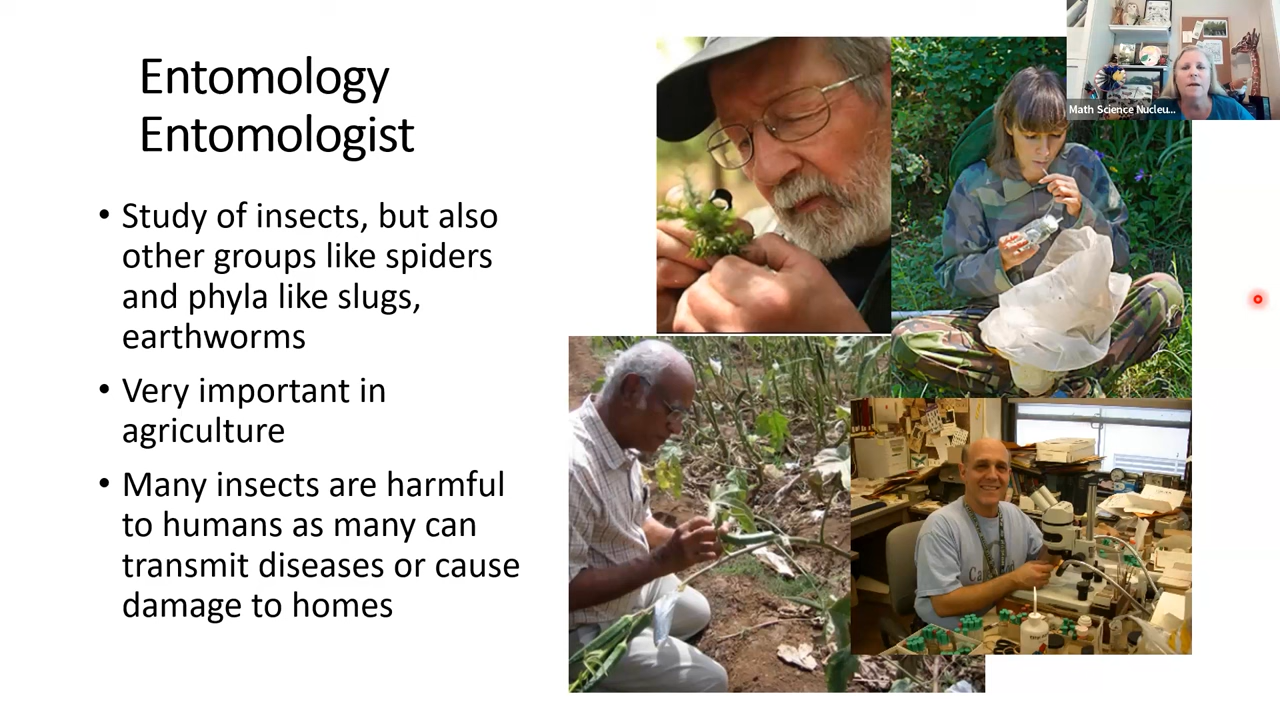 Entomology
Entomologist
• Study of insects, but also
other groups like spiders
and phyla like slugs,
earthworms
• Very important in
agriculture
• Many insects are harmful
to humans as many can
transmit diseases or cause
damage to homes
Math Science Nucleu...